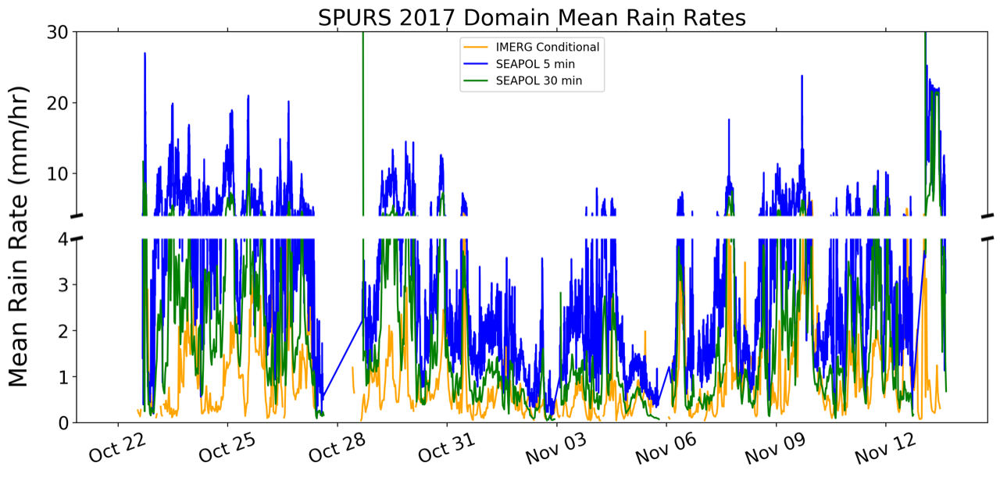 SPURS 2017 Domain Mean Rain Rates
Mean Rain Rate (mm/hr)
30
20
10
4
3
2
1
0
IMERG Conditional
SEAPOL 5 min
SEAPOL 30 min
Oct 22
Oct 25
Oct 28
Oct 31
Nov 03
Nov 06
Nov 09
Nov 12